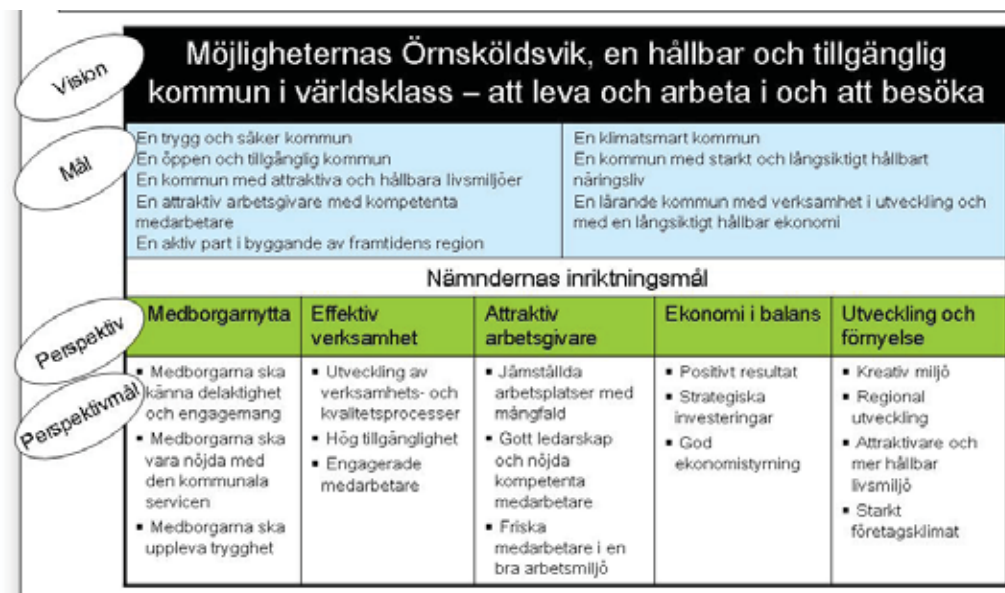 Vision
Möjligheternas Örnsköldsvik, en hållbar och tillgänglig
kommun i världsklass – att leva och arbeta i och att besöka
Mål
En trygg och säker kommun
En öppen och tillgänglig kommun
En kommun med attraktiva och hållbara livsmiljöer
En attraktiv arbetsgivare med kompetenta
medarbetare
En aktiv part i byggande av framtidens region
En klimatsmart kommun
En kommun med starkt och långsiktigt hållbart
näringsliv
En lärande kommun med verksamhet i utveckling och
med en långsiktigt hållbar ekonomi
Nämndernas inriktningsmål
Perspektiv
Medborgarnytta
Effektiv
verksamhet
Attraktiv
arbetsgivare
Ekonomi i balans
Utveckling och
förnyelse
Perspektivmål
▪ Medborgarna ska
känna delaktighet
och engagemang
▪ Medborgarna ska
vara nöjda med
den kommunala
servicen
▪ Medborgarna ska
uppleva trygghet
▪ Utveckling av
verksamhets- och
kvalitetsprocesser
▪ Hög tillgänglighet
▪ Engagerade
medarbetare
▪ Jämställda
arbetsplatser med
mångfald
▪ Gott ledarskap
och nöjda
kompetenta
medarbetare
▪ Friska
medarbetare i en
bra arbetsmiljö
▪ Positivt resultat
▪ Strategiska
investeringar
▪ God
ekonomistyrning
▪ Kreativ miljö
▪ Regional
utveckling
▪ Attraktivare och
mer hållbar
livsmiljö
▪ Starkt
företagsklimat